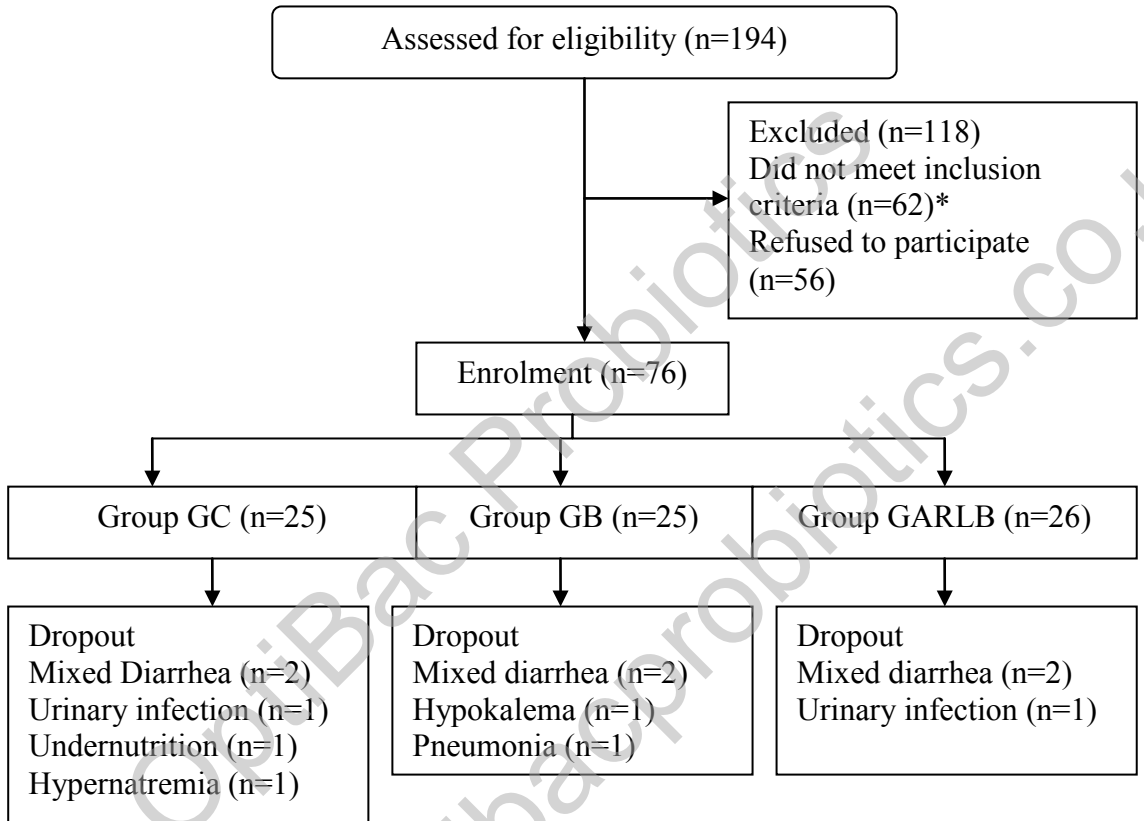 Assessed for eligibility (n=194)
Excluded (n=118)
Did not meet inclusion
criteria (n=62)*
Refused to participate
(n=56)
Enrolment (n=76)
Group GC (n=25)
Group GB (n=25)
Group GARLB (n=26)
Dropout
Mixed Diarrhea (n=2)
Urinary infection (n=1)
Undernutrition (n=1)
Hypernatremia (n=1)
Dropout
Mixed diarrhea (n=2)
Hypokalema (n=1)
Pneumonia (n=1)
Dropout
Mixed diarrhea (n=2)
Urinary infection (n=1)
OptiBac Probiotics